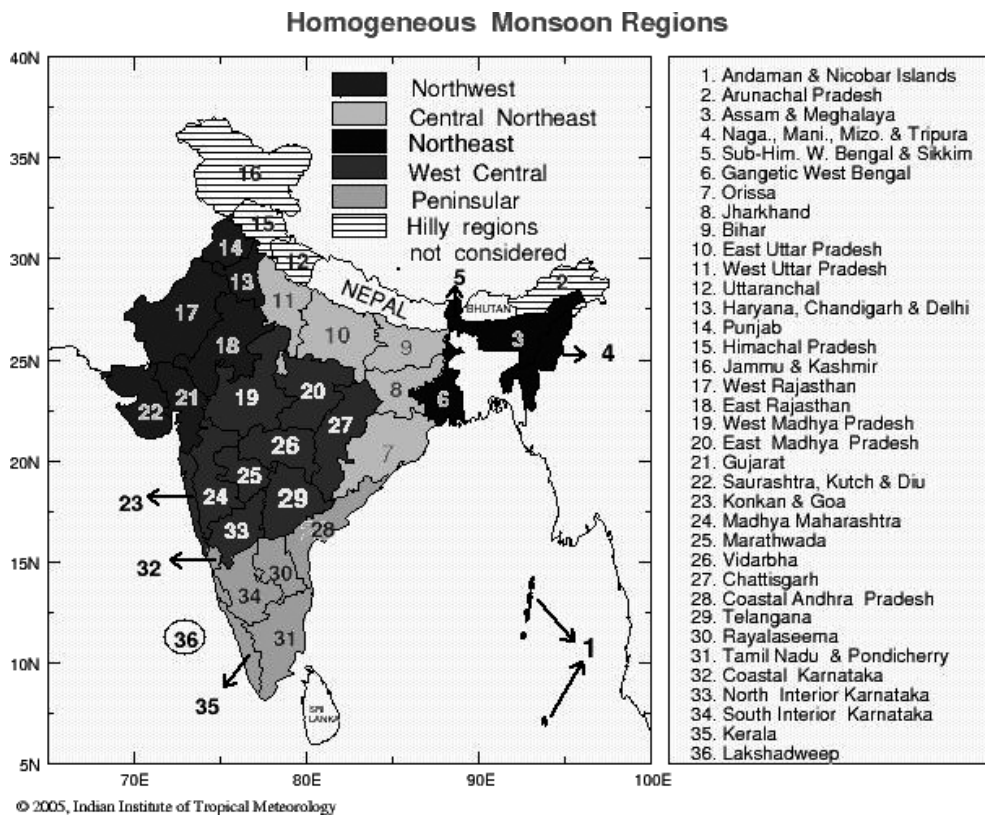 Homogeneous Monsoon Regions
40N
35N
30N
25N
20N
15N
10N
5N
70E
80E
90E
100E
Northwest
Central Northeast
Northeast
West Central
Peninsular
Hilly regions
not considered
16
15
14
12
13
NEPAL
5
BHUTAN
2
17
11
10
9
3
4
18
8
6
22
21
19
20
27
7
26
25
23
24
29
33
28
32
30
34
36
31
35
1
SRI
LANKA
1. Andaman & Nicobar Islands
2. Arunachal Pradesh
3. Assam & Meghalaya
4. Naga., Mani., Mizo. & Tripura
5. Sub-Him. W. Bengal & Sikkim
6. Gangetic West Bengal
7. Orissa
8. Jharkhand
9. Bihar
10. East Uttar Pradesh
11. West Uttar Pradesh
12. Uttaranchal
13. Haryana, Chandigarh & Delhi
14. Punjab
15. Himachal Pradesh
16. Jammu & Kashmir
17. West Rajasthan
18. East Rajasthan
19. West Madhya Pradesh
20. East Madhya Pradesh
21. Gujarat
22. Saurashtra, Kutch & Diu
23. Konkan & Goa
24. Madhya Maharashtra
25. Marathwada
26. Vidarbha
27. Chattisgarh
28. Coastal Andhra Pradesh
29. Telangana
30. Rayalaseema
31. Tamil Nadu & Pondicherry
32. Coastal Karnataka
33. North Interior Karnataka
34. South Interior Karnataka
35. Kerala
36. Lakshadweep
© 2005, Indian Institute of Tropical Meteorology